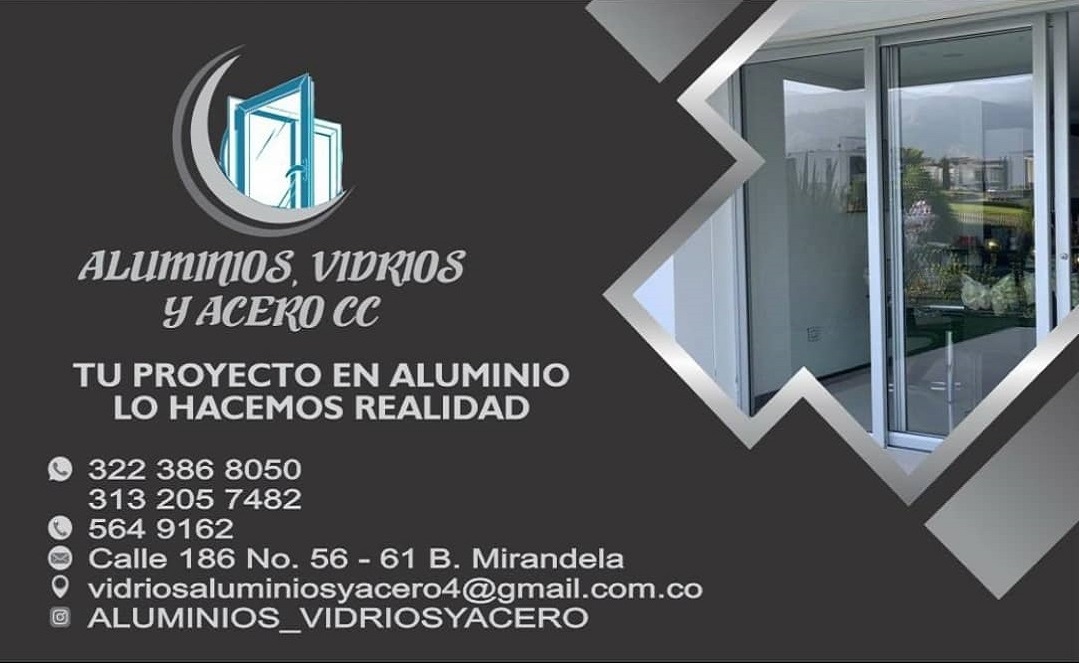 ALUMINIOS, VIDRIOS
Y ACERO CC
TU PROYECTO EN ALUMINIO
LO HACEMOS REALIDAD
322 386 8050
313 205 7482
564 9162
Calle 186 No. 56 - 61 B. Mirandela
vidriosaluminiosyacero4@gmail.com.co
ALUMINIOS_VIDRIOSYACERO